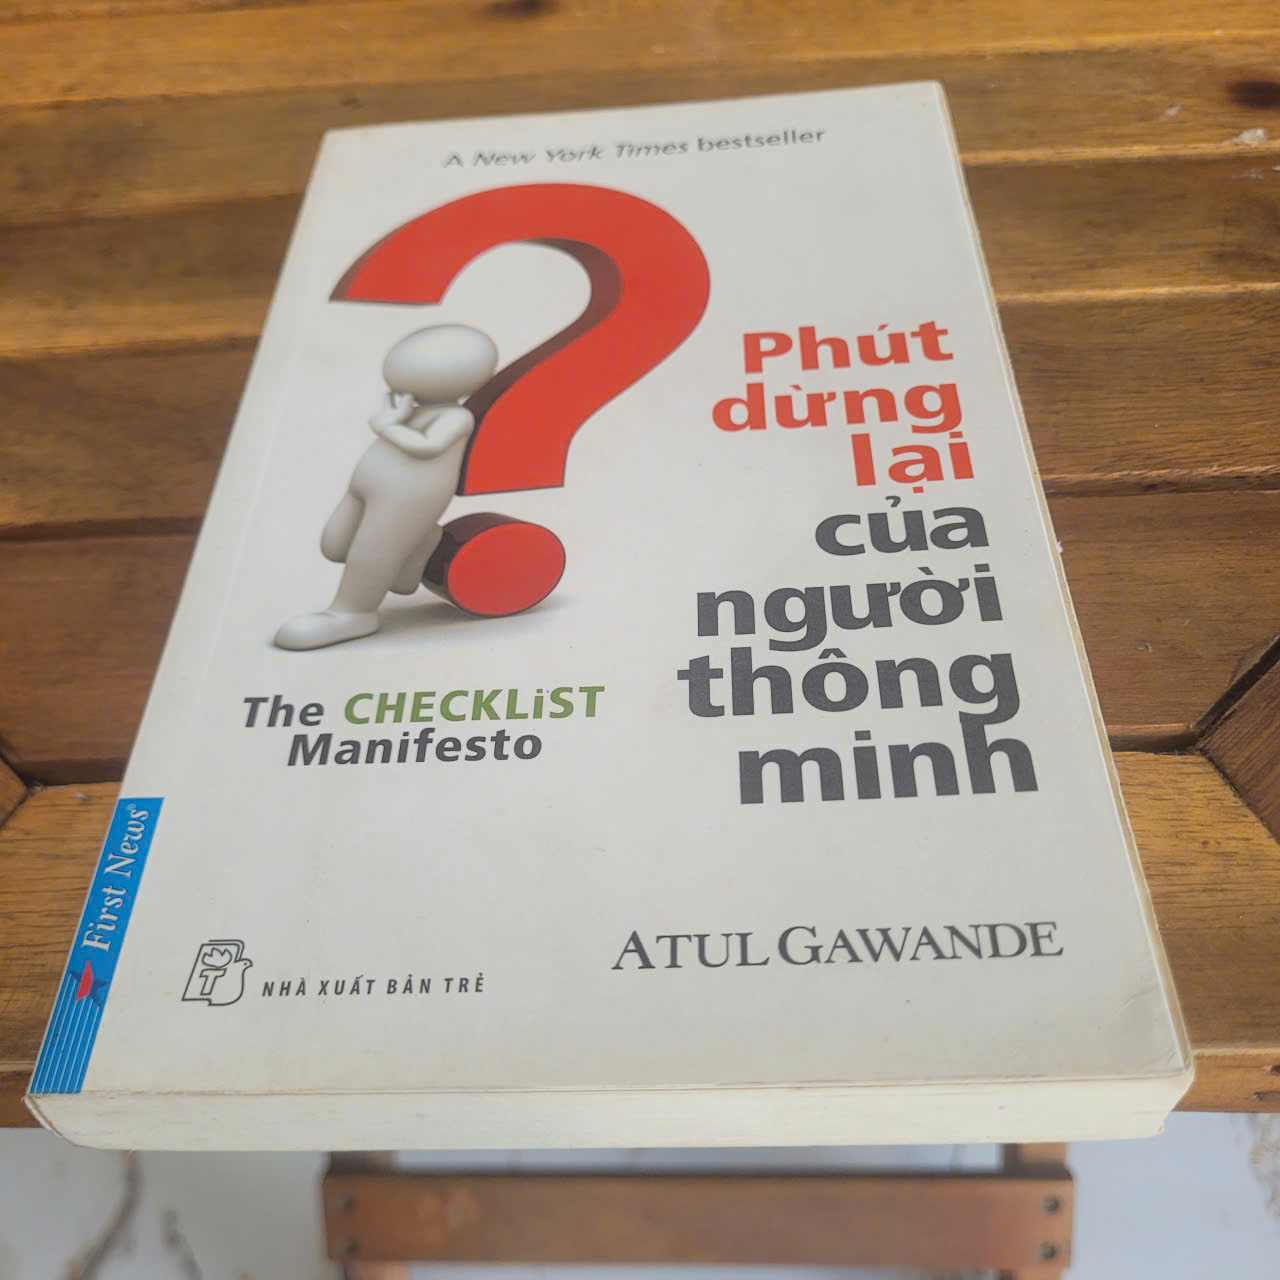 A New York Times bestseller
Phút
dừng
lại
của
người
thông
minh
The CHECKLiST
Manifesto
First News®
ATUL GAWANDE
NHÀ XUẤT BẢN TRẺ